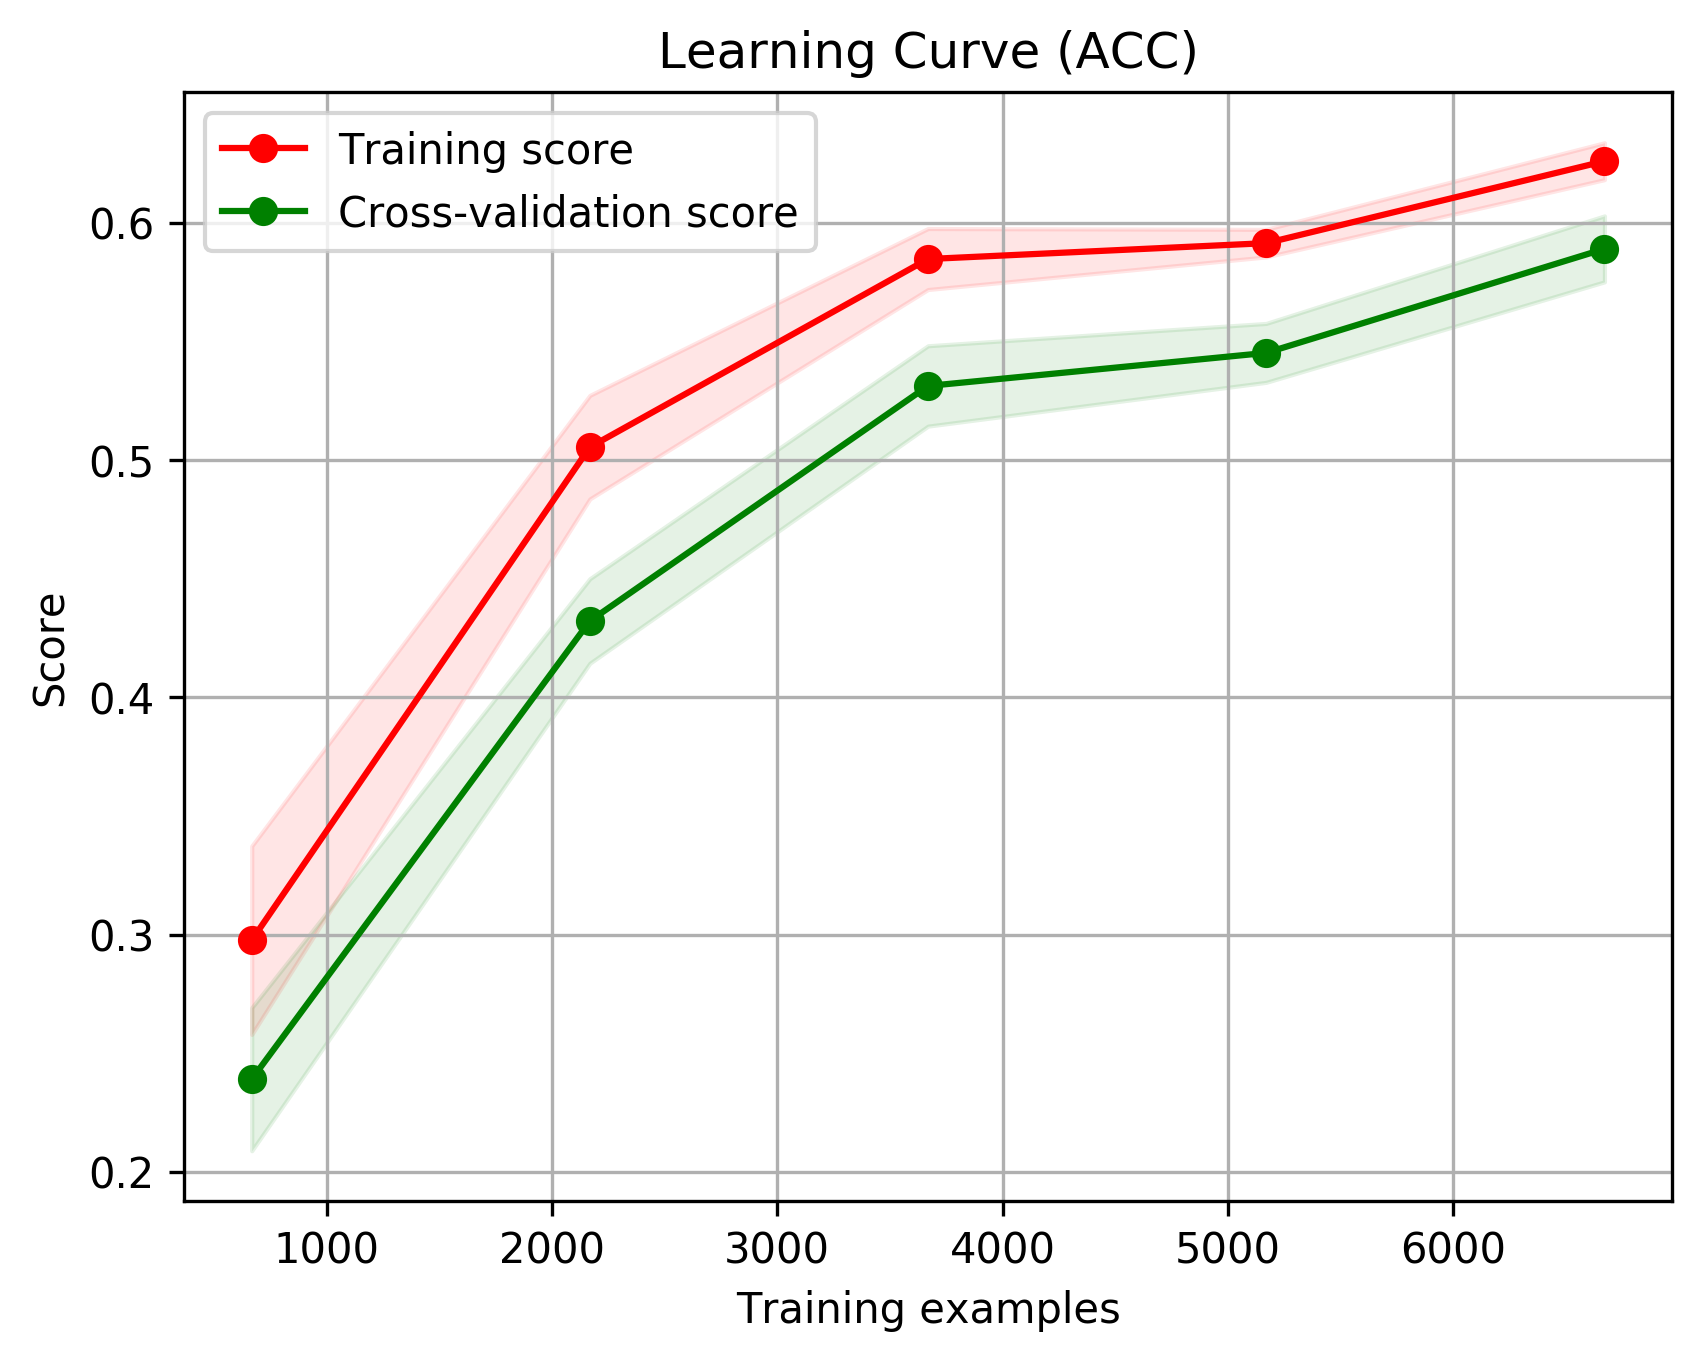 Learning Curve (ACC)
Training score
Cross-validation score
0.6
0.5
0.4
0.3
0.2
Score
1000 2000 3000 4000 5000 6000
Training examples